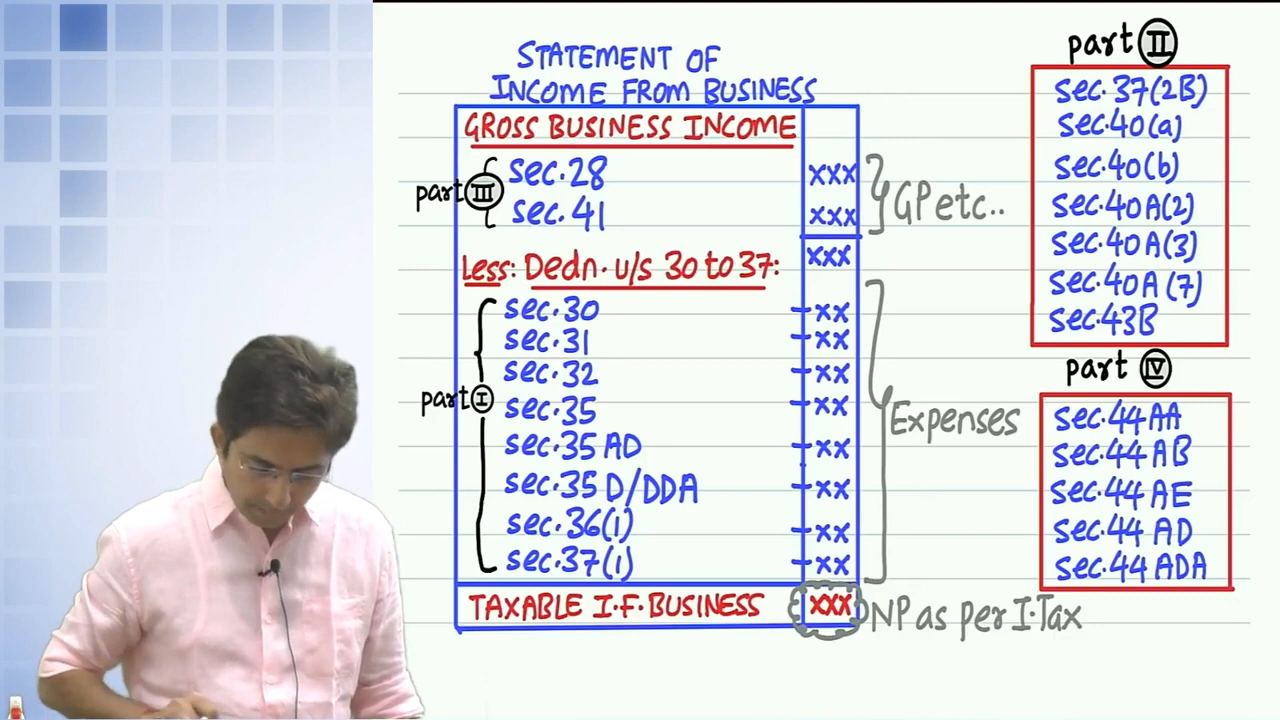 STATEMENT OF
INCOME FROM BUSINESS
GROSS BUSINESS INCOME
part III
sec.28 xxx
sec.41 xxx
GP etc..
xxx
Less: Dedn. u/s 30 to 37:
part I
sec.30 - xx
sec.31 - xx
sec.32 - xx
sec.35 - xx
sec.35 AD - xx
sec.35 D/DDA - xx
sec.36(1) - xx
sec.37(1) - xx
Expenses
TAXABLE I.F. BUSINESS xxx
NP as per I.Tax
part II
sec.37(2B)
sec.40(a)
sec.40(b)
sec.40A(2)
sec.40A(3)
sec.40A(7)
sec.43B
part IV
sec.44AA
sec.44AB
sec.44AE
sec.44AD
sec.44ADA